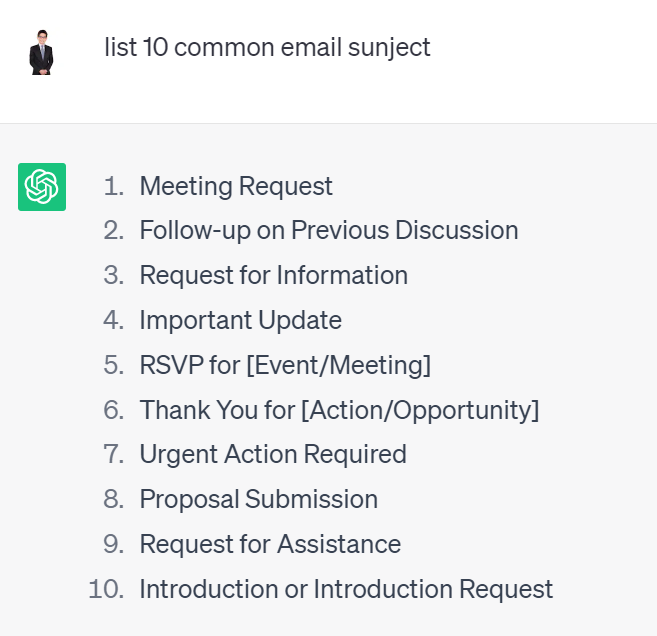 list 10 common email sunject
1. Meeting Request
2. Follow-up on Previous Discussion
3. Request for Information
4. Important Update
5. RSVP for [Event/Meeting]
6. Thank You for [Action/Opportunity]
7. Urgent Action Required
8. Proposal Submission
9. Request for Assistance
10. Introduction or Introduction Request